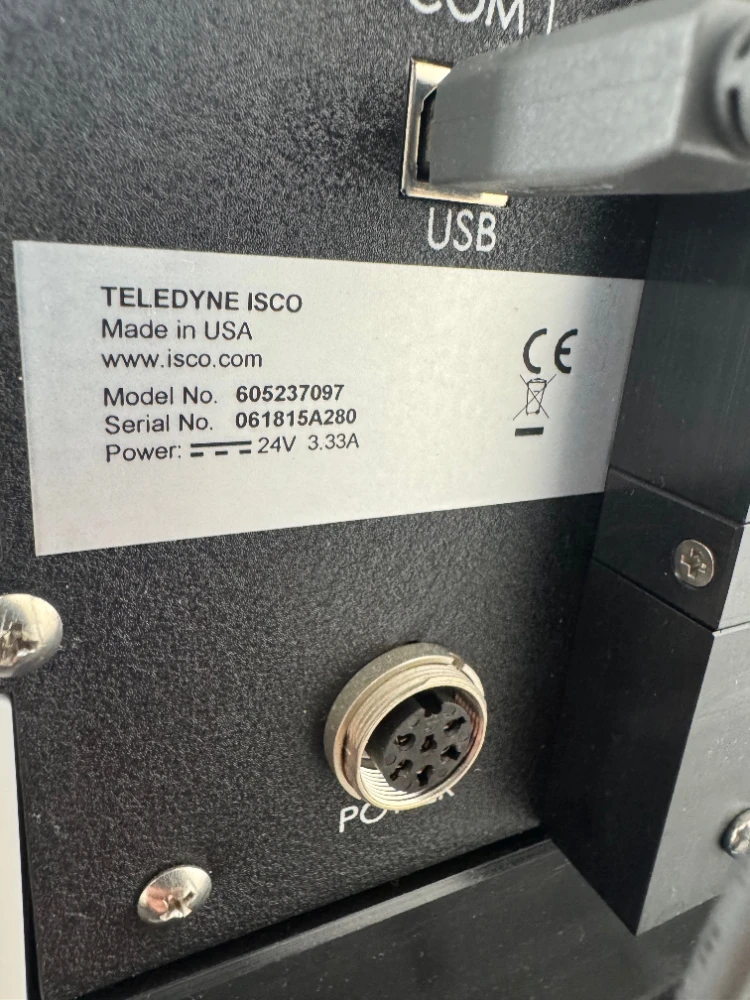 COM
USB
TELEDYNE ISCO
Made in USA
www.isco.com
Model No. 605237097
Serial No. 061815A280
Power: 24V 3.33A
CE
POWER